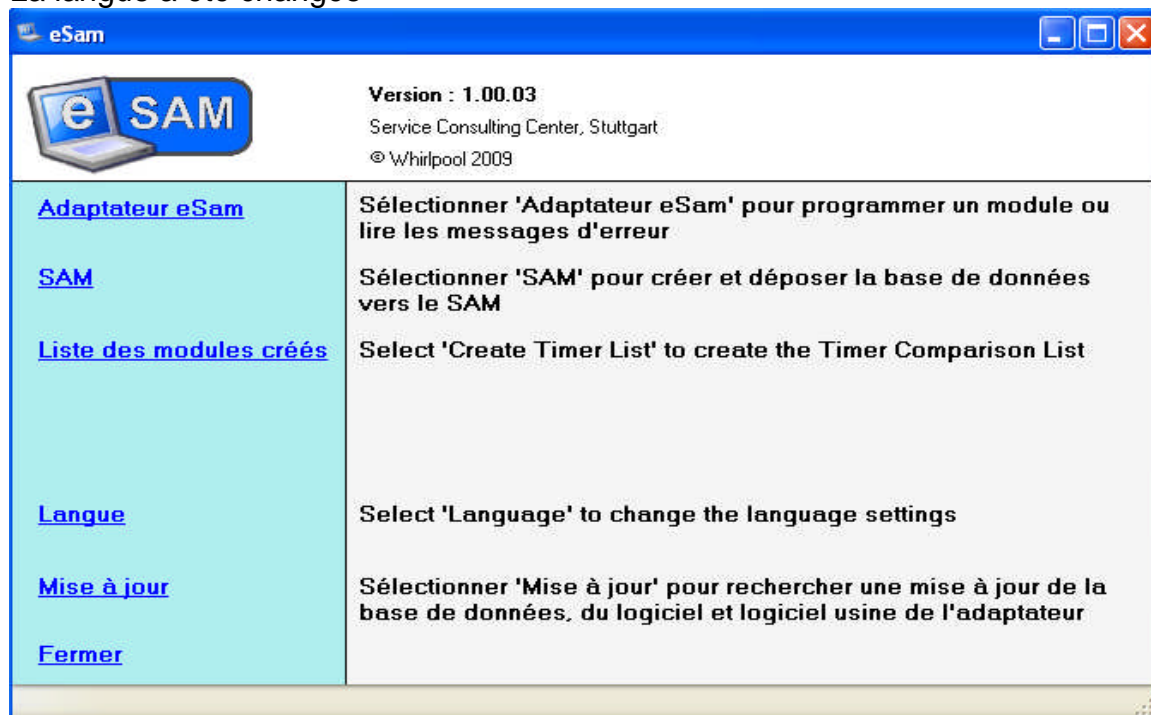 La langue a été changée
eSam
e SAM
Version : 1.00.03
Service Consulting Center, Stuttgart
© Whirlpool 2009
Adaptateur eSam
Sélectionner 'Adaptateur eSam' pour programmer un module ou
lire les messages d'erreur
SAM
Sélectionner 'SAM' pour créer et déposer la base de données
vers le SAM
Liste des modules créés
Select 'Create Timer List' to create the Timer Comparison List
Langue
Select 'Language' to change the language settings
Mise à jour
Sélectionner 'Mise à jour' pour rechercher une mise à jour de la
base de données, du logiciel et logiciel usine de l'adaptateur
Fermer